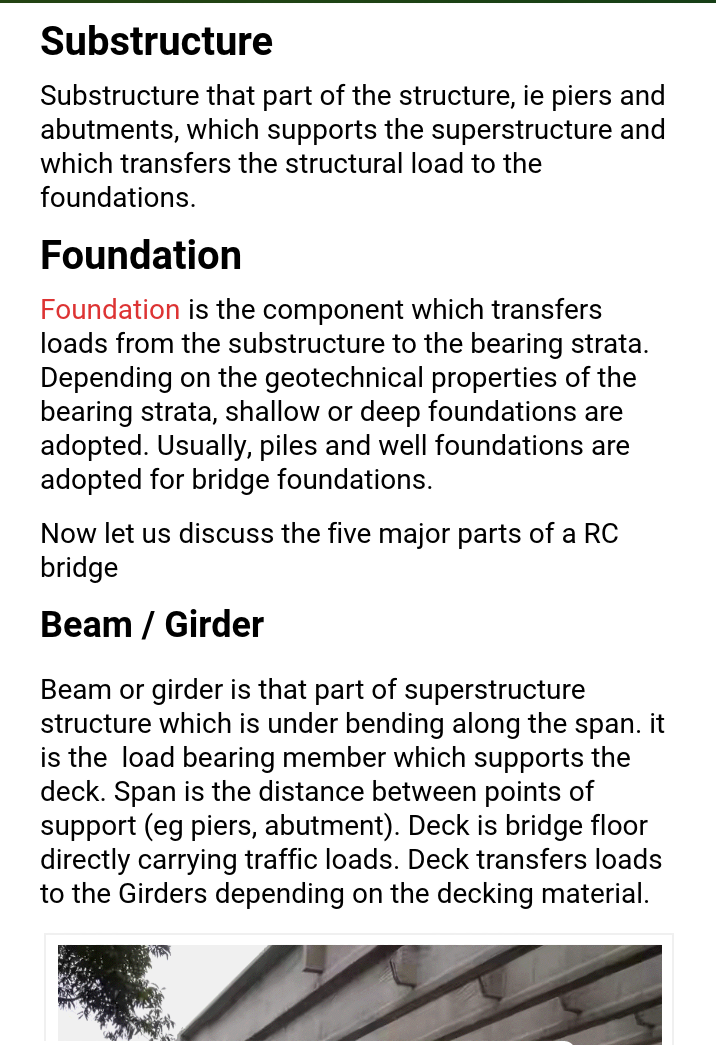 Substructure
Substructure that part of the structure, ie piers and
abutments, which supports the superstructure and
which transfers the structural load to the
foundations.
Foundation
Foundation is the component which transfers
loads from the substructure to the bearing strata.
Depending on the geotechnical properties of the
bearing strata, shallow or deep foundations are
adopted. Usually, piles and well foundations are
adopted for bridge foundations.
Now let us discuss the five major parts of a RC
bridge
Beam / Girder
Beam or girder is that part of superstructure
structure which is under bending along the span. it
is the  load bearing member which supports the
deck. Span is the distance between points of
support (eg piers, abutment). Deck is bridge floor
directly carrying traffic loads. Deck transfers loads
to the Girders depending on the decking material.